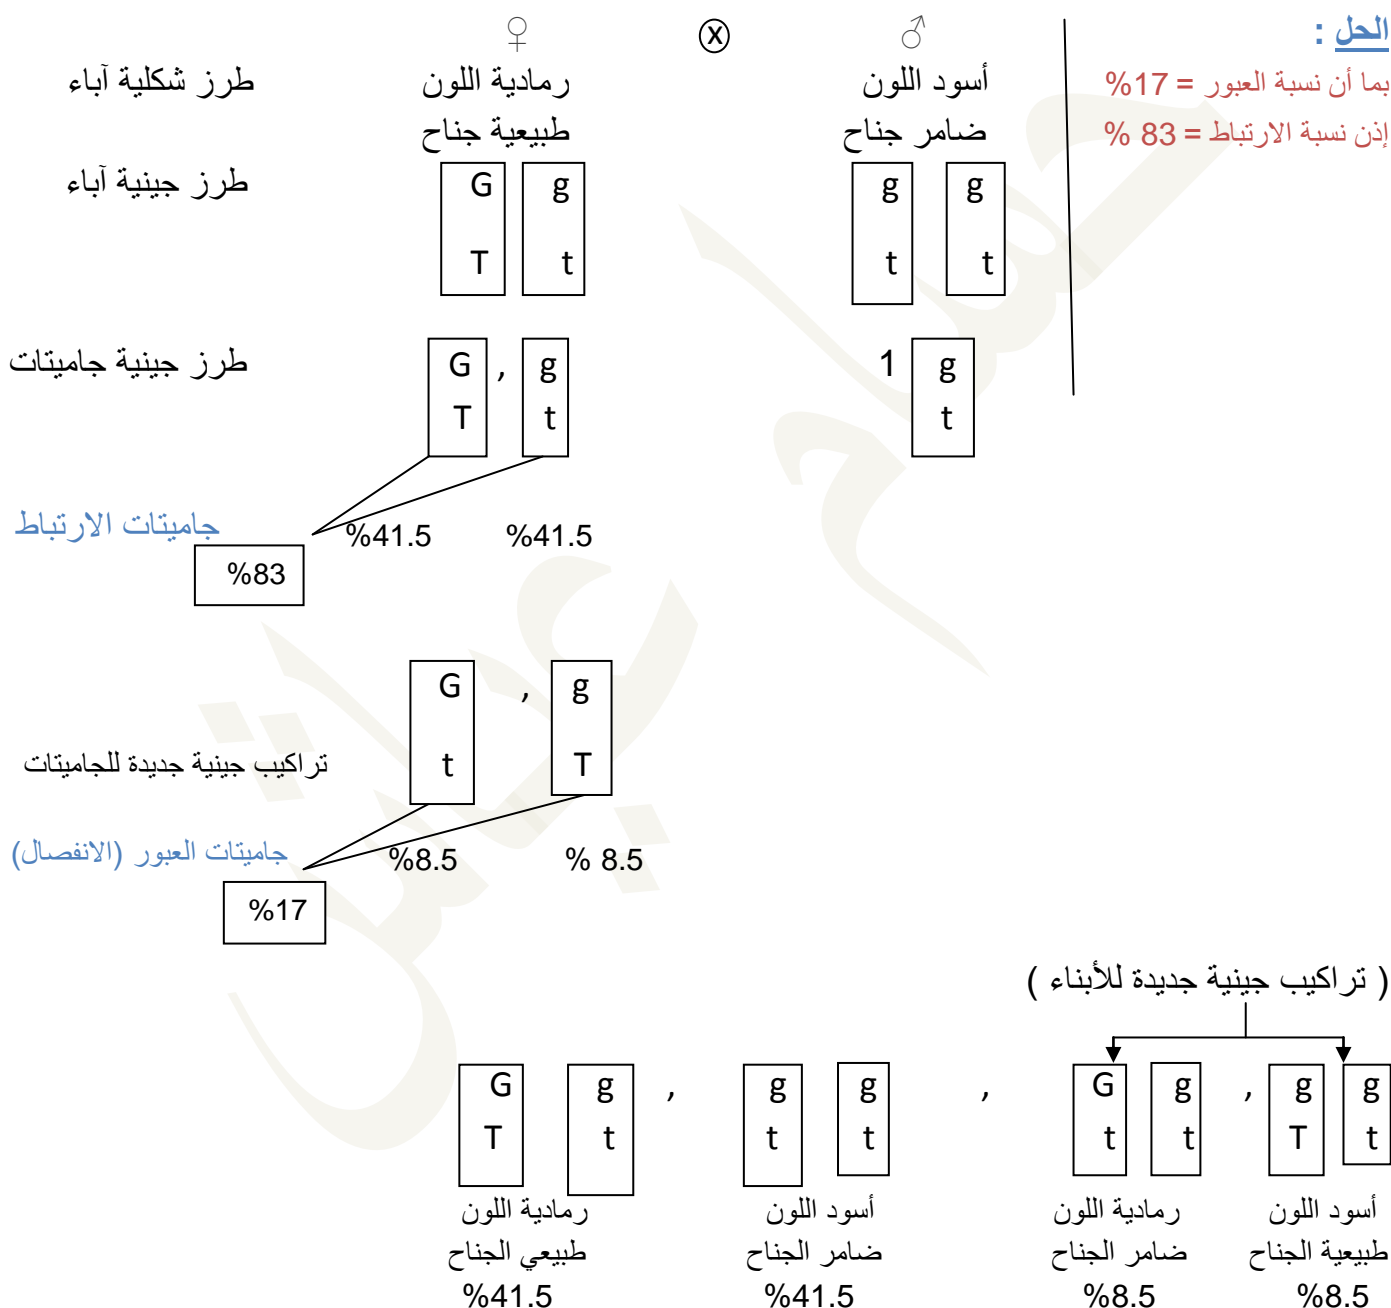 الحل :
بما أن نسبة العبور = 17%
إذن نسبة الارتباط = 83 %
♀ X ♂
طرز شكلية آباء رمادية اللون أسود اللون
طبيعية جناح ضامر جناح
طرز جينية آباء G g g g
T t t t
طرز جينية جاميتات G , g 1 g
T t t
جاميتات الارتباط %41.5 %41.5
%83
G , g
تراكيب جينية جديدة للجاميتات t T
جاميتات العبور (الانفصال) %8.5 % 8.5
%17
( تراكيب جينية جديدة للأبناء )
G g , g g , G g , g g
T t t t t t T t
رمادية اللون أسود اللون رمادية اللون أسود اللون
طبيعي الجناح ضامر الجناح ضامر الجناح طبيعية الجناح
%41.5 %41.5 %8.5 %8.5
حسام عياش